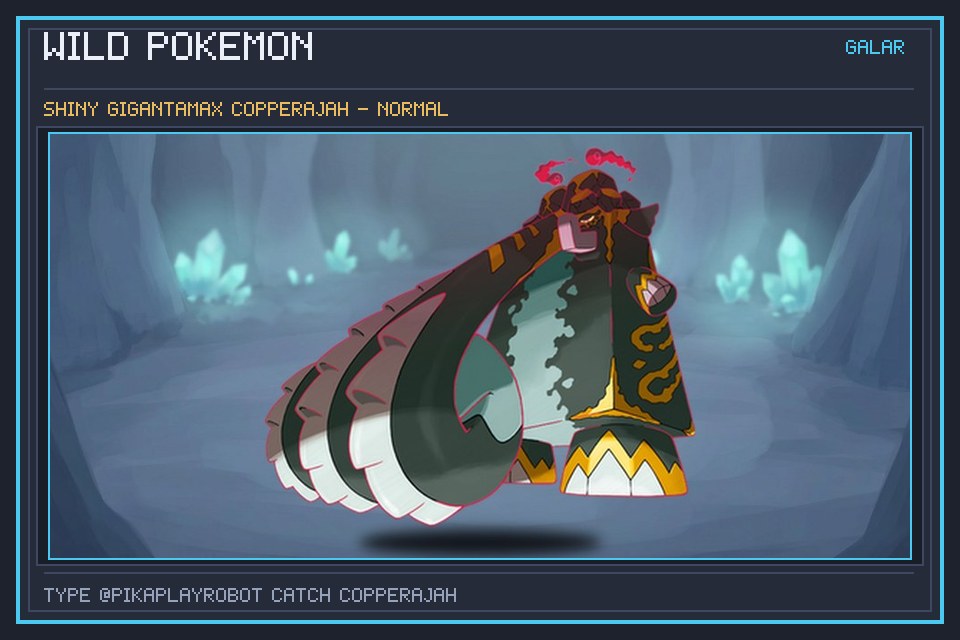 WILD POKEMON
GALAR
SHINY GIGANTAMAX COPPERAJAH - NORMAL
TYPE @PIKAPLAYROBOT CATCH COPPERAJAH